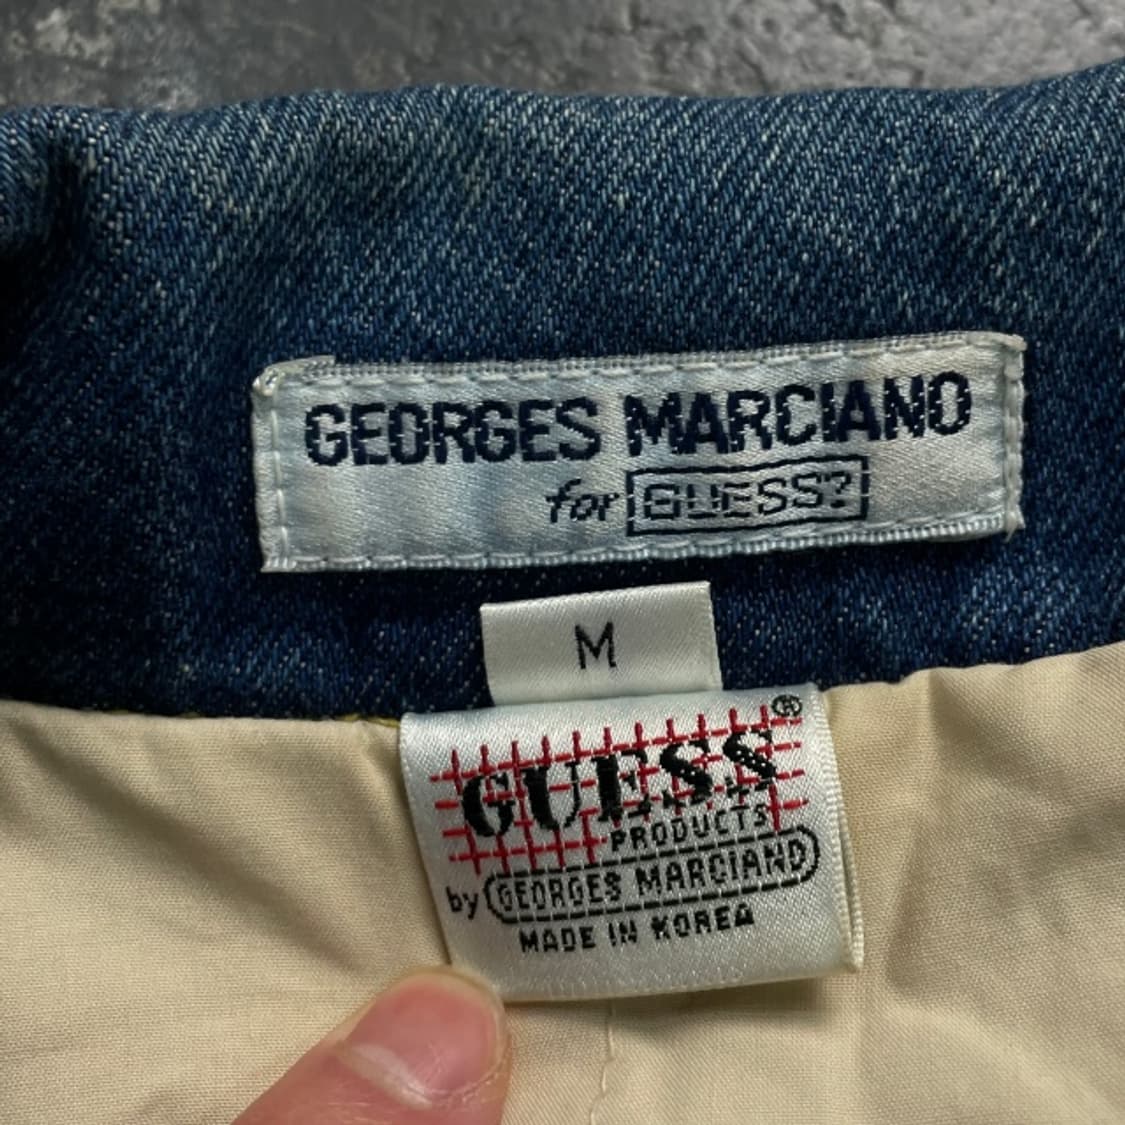 GEORGES MARCIANO
for GUESS?
M
GUESS®
PRODUCTS
by GEORGES MARCIANO
MADE IN KOREA